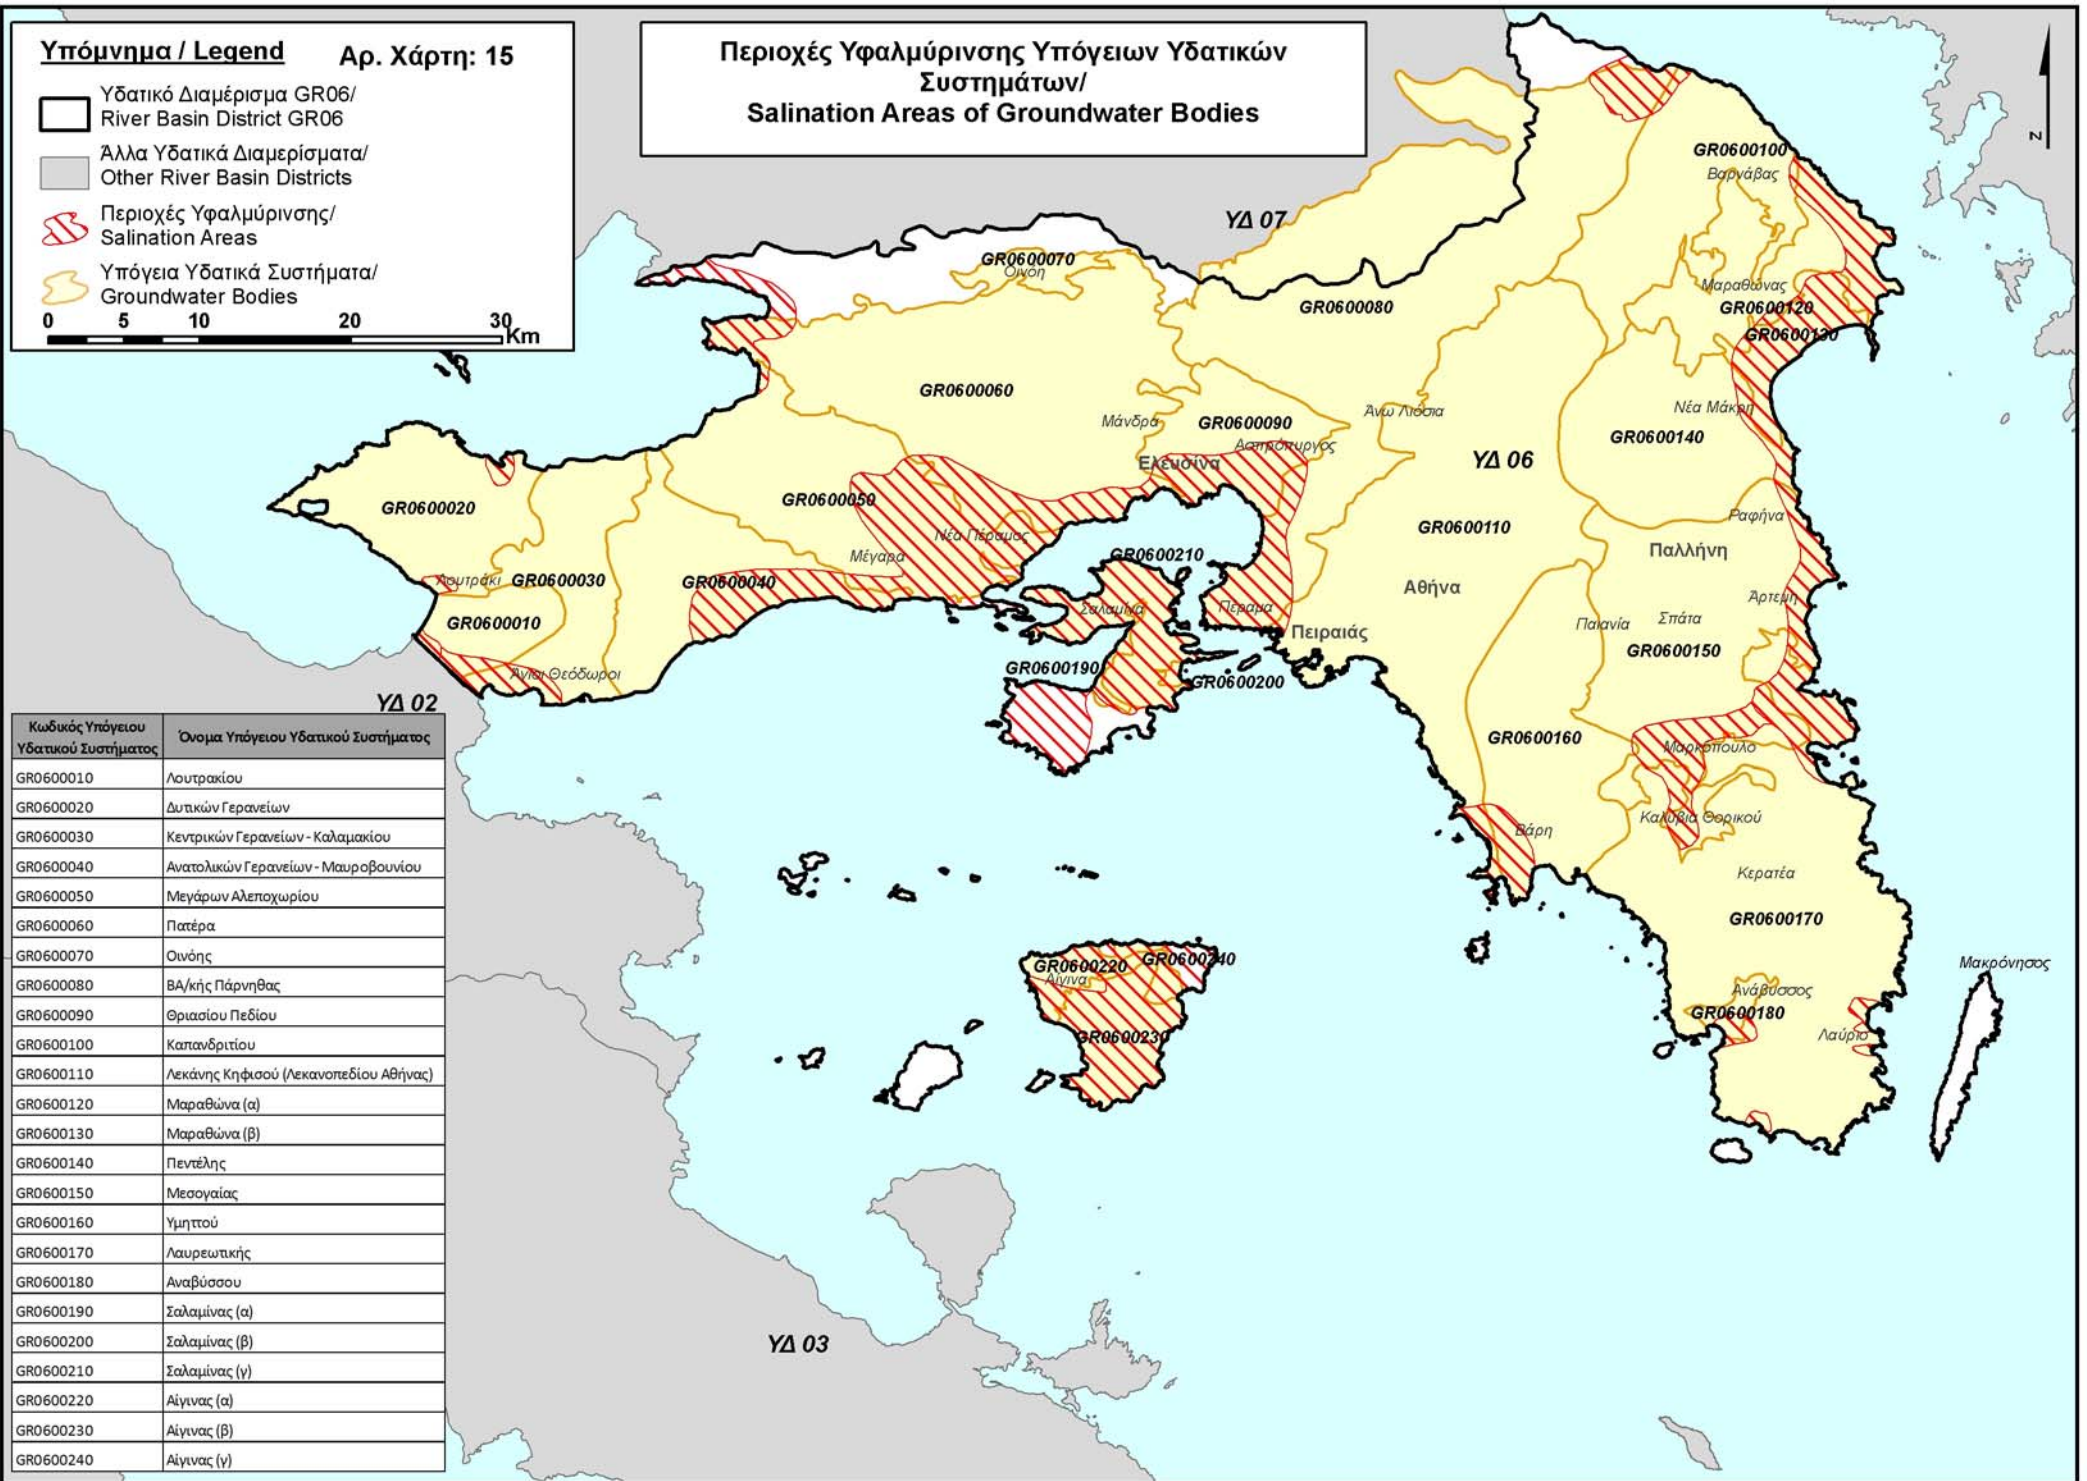 Υπόμνημα / Legend Αρ. Χάρτη: 15
Υδατικό Διαμέρισμα GR06/
River Basin District GR06
Άλλα Υδατικά Διαμερίσματα/
Other River Basin Districts
Περιοχές Υφαλμύρινσης/
Salination Areas
Υπόγεια Υδατικά Συστήματα/
Groundwater Bodies
0 5 10 20 30 Km
Περιοχές Υφαλμύρινσης Υπόγειων Υδατικών
Συστημάτων/
Salination Areas of Groundwater Bodies
N
GR0600100
Βαρνάβας
ΥΔ 07
GR0600070
Οινόη
GR0600080
Μαραθώνας
GR0600120
GR0600130
GR0600060
Μάνδρα
GR0600090
Άνω Λιόσια
Νέα Μάκρη
Ασπρόπυργος
GR0600140
Ελευσίνα
ΥΔ 06
GR0600050
GR0600020
Ραφήνα
GR0600110
Νέα Πέραμος
Μέγαρα
GR0600210
Παλλήνη
Λουτράκι
GR0600030
GR0600040
Αθήνα
Άρτεμη
Σαλαμίνα
Πέραμα
GR0600010
Πειραιάς
Παιανία
Σπάτα
GR0600150
GR0600190
Άγιοι Θεόδωροι
GR0600200
ΥΔ 02
GR0600160
Μαρκόπουλο
Βάρη
Καλύβια Θορικού
Κερατέα
GR0600170
GR0600220
GR0600240
Αίγινα
Μακρόνησος
Ανάβυσσος
GR0600180
Λαύριο
GR0600230
ΥΔ 03
Κωδικός Υπόγειου
Υδατικού Συστήματος
Όνομα Υπόγειου Υδατικού Συστήματος
GR0600010 Λουτρακίου
GR0600020 Δυτικών Γερανείων
GR0600030 Κεντρικών Γερανείων - Καλαμακίου
GR0600040 Ανατολικών Γερανείων - Μαυροβουνίου
GR0600050 Μεγάρων Αλεποχωρίου
GR0600060 Πατέρα
GR0600070 Οινόης
GR0600080 ΒΑ/κής Πάρνηθας
GR0600090 Θριασίου Πεδίου
GR0600100 Καπανδριτίου
GR0600110 Λεκάνης Κηφισού (Λεκανοπεδίου Αθήνας)
GR0600120 Μαραθώνα (α)
GR0600130 Μαραθώνα (β)
GR0600140 Πεντέλης
GR0600150 Μεσογαίας
GR0600160 Υμηττού
GR0600170 Λαυρεωτικής
GR0600180 Αναβύσσου
GR0600190 Σαλαμίνας (α)
GR0600200 Σαλαμίνας (β)
GR0600210 Σαλαμίνας (γ)
GR0600220 Αίγινας (α)
GR0600230 Αίγινας (β)
GR0600240 Αίγινας (γ)